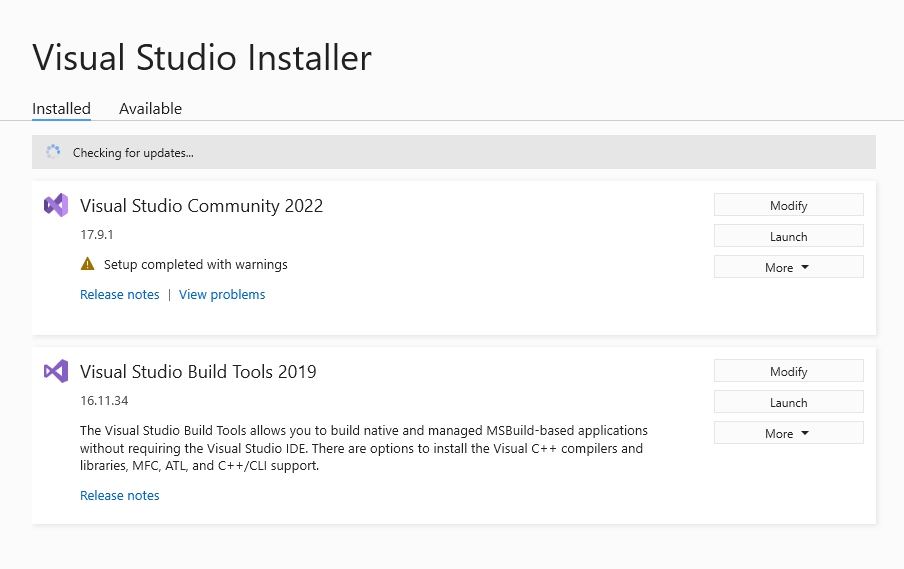 Visual Studio Installer
Installed Available
Checking for updates...
Visual Studio Community 2022
17.9.1
Setup completed with warnings
Release notes | View problems
Modify
Launch
More
Visual Studio Build Tools 2019
16.11.34
The Visual Studio Build Tools allows you to build native and managed MSBuild-based applications
without requiring the Visual Studio IDE. There are options to install the Visual C++ compilers and
libraries, MFC, ATL, and C++/CLI support.
Release notes
Modify
Launch
More